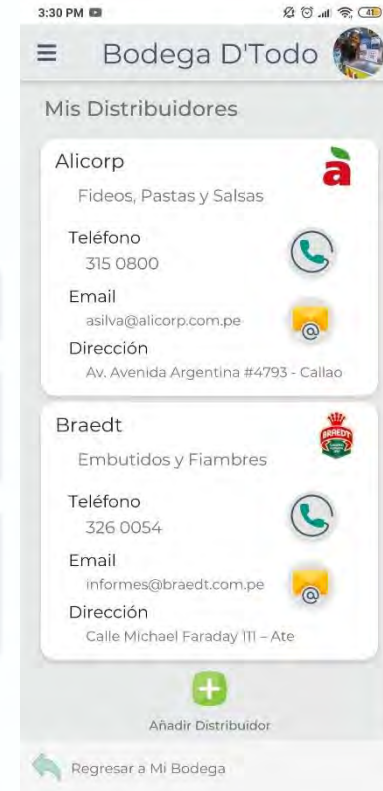 3:30 PM
41
Bodega D'Todo
Mis Distribuidores
Alicorp
a
Fideos, Pastas y Salsas
Teléfono
315 0800
Email
asilva@alicorp.com.pe
Dirección
Av. Avenida Argentina #4793 - Callao
Braedt
BRAEDT
Embutidos y Fiambres
Teléfono
326 0054
Email
informes@braedt.com.pe
Dirección
Calle Michael Faraday 111 – Ate
Añadir Distribuidor
Regresar a Mi Bodega